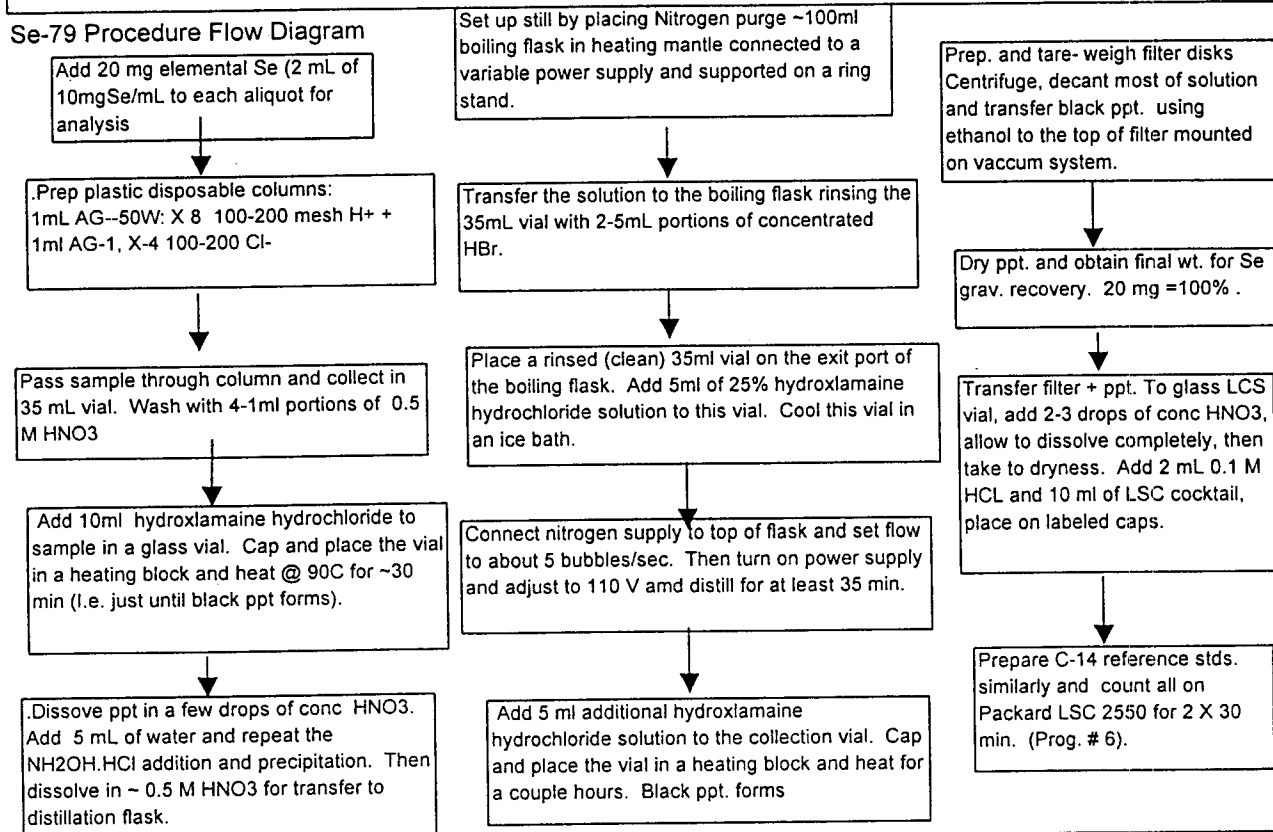 Se-79 Procedure Flow Diagram
Add 20 mg elemental Se (2 mL of
10mgSe/mL to each aliquot for
analysis
.Prep plastic disposable columns:
1mL AG--50W: X 8 100-200 mesh H+ +
1ml AG-1, X-4 100-200 Cl-
Pass sample through column and collect in
35 mL vial. Wash with 4-1ml portions of 0.5
M HNO3
Add 10ml hydroxlamaine hydrochloride to
sample in a glass vial. Cap and place the vial
in a heating block and heat @ 90C for ~30
min (I.e. just until black ppt forms).
.Dissove ppt in a few drops of conc HNO3.
Add 5 mL of water and repeat the
NH2OH.HCl addition and precipitation. Then
dissolve in ~ 0.5 M HNO3 for transfer to
distillation flask.
Set up still by placing Nitrogen purge ~100ml
boiling flask in heating mantle connected to a
variable power supply and supported on a ring
stand.
Transfer the solution to the boiling flask rinsing the
35mL vial with 2-5mL portions of concentrated
HBr.
Place a rinsed (clean) 35ml vial on the exit port of
the boiling flask. Add 5ml of 25% hydroxlamaine
hydrochloride solution to this vial. Cool this vial in
an ice bath.
Connect nitrogen supply to top of flask and set flow
to about 5 bubbles/sec. Then turn on power supply
and adjust to 110 V amd distill for at least 35 min.
Add 5 ml additional hydroxlamaine
hydrochloride solution to the collection vial. Cap
and place the vial in a heating block and heat for
a couple hours. Black ppt. forms
Prep. and tare- weigh filter disks
Centrifuge, decant most of solution
and transfer black ppt. using
ethanol to the top of filter mounted
on vaccum system.
Dry ppt. and obtain final wt. for Se
grav. recovery. 20 mg =100% .
Transfer filter + ppt. To glass LCS
vial, add 2-3 drops of conc HNO3,
allow to dissolve completely, then
take to dryness. Add 2 mL 0.1 M
HCL and 10 ml of LSC cocktail,
place on labeled caps.
Prepare C-14 reference stds.
similarly and count all on
Packard LSC 2550 for 2 X 30
min. (Prog. # 6).